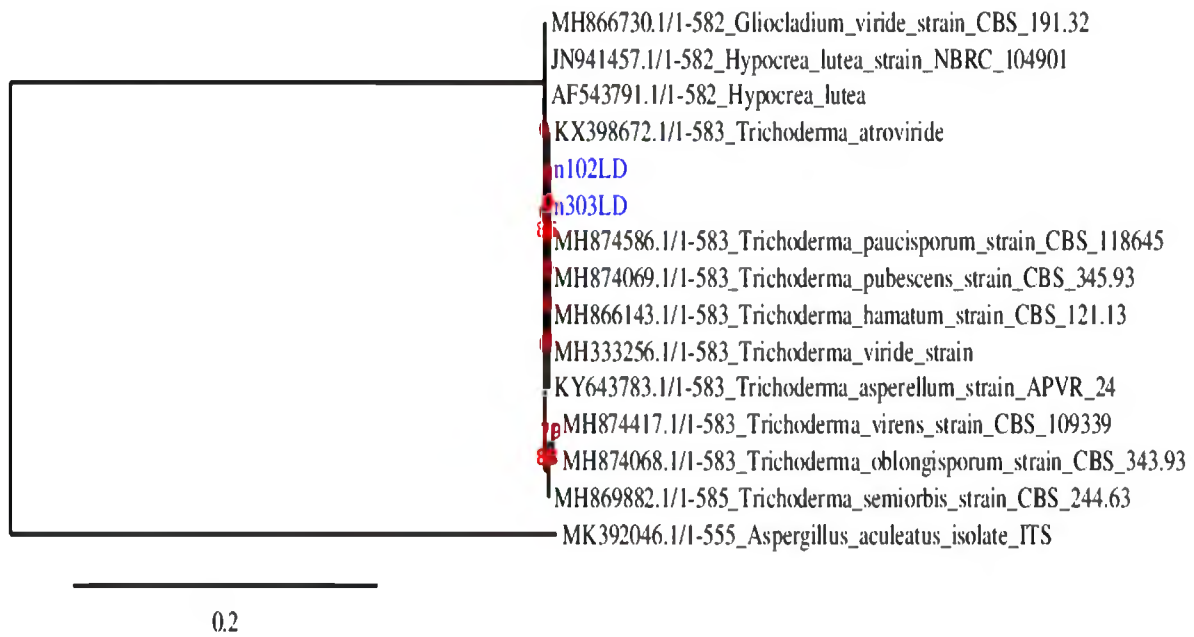 MH866730.1/1-582_Gliocladium_viride_strain_CBS_191.32
JN941457.1/1-582_Hypocrea_lutea_strain_NBRC_104901
AF543791.1/1-582_Hypocrea_lutea
KX398672.1/1-583_Trichoderma_atroviride
n102LD
n303LD
MH874586.1/1-583_Trichoderma_paucisporum_strain_CBS_118645
MH874069.1/1-583_Trichoderma_pubescens_strain_CBS_345.93
MH866143.1/1-583_Trichoderma_hamatum_strain_CBS_121.13
MH333256.1/1-583_Trichoderma_viride_strain
KY643783.1/1-583_Trichoderma_asperellum_strain_APVR_24
MH874417.1/1-583_Trichoderma_virens_strain_CBS_109339
MH874068.1/1-583_Trichoderma_oblongisporum_strain_CBS_343.93
MH869882.1/1-585_Trichoderma_semiorbis_strain_CBS_244.63
MK392046.1/1-555_Aspergillus_aculeatus_isolate_ITS
0.2